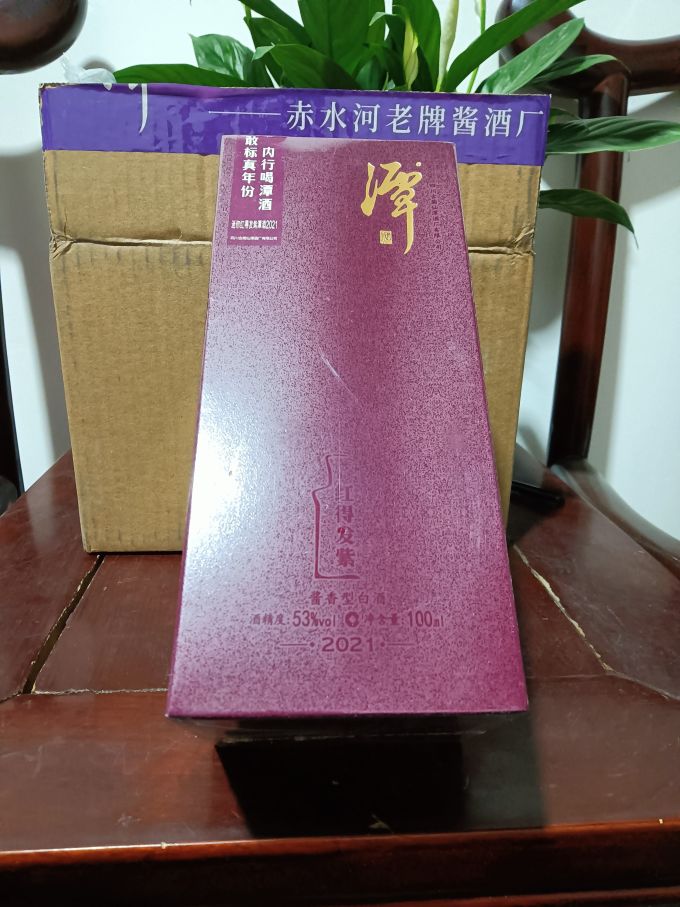 ——赤水河老牌酱酒厂
内行喝潭酒
敢标真年份
潭
红得发紫
酱香型白酒
酒精度:53%vol 净含量:100ml
2021